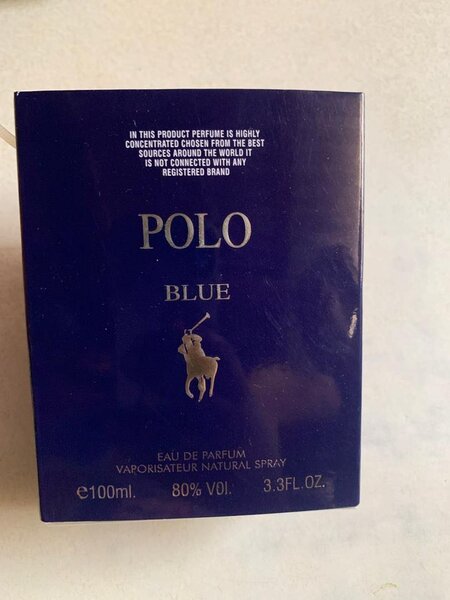 IN THIS PRODUCT PERFUME IS HIGHLY
CONCENTRATED CHOSEN FROM THE BEST
SOURCES AROUND THE WORLD IT
IS NOT CONNECTED WITH ANY
REGISTERED BRAND
POLO
BLUE
EAU DE PARFUM
VAPORISATEUR NATURAL SPRAY
e100ml. 80% VOl. 3.3FL.OZ.